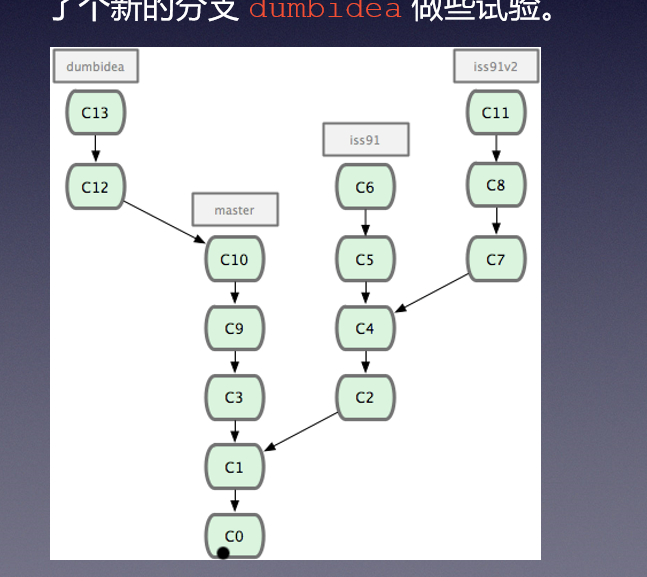 了个新的分支 dumbidea 做些试验。
dumbidea
iss91v2
C13
C11
iss91
C12
C6
C8
master
C10
C5
C7
C9
C4
C3
C2
C1
C0